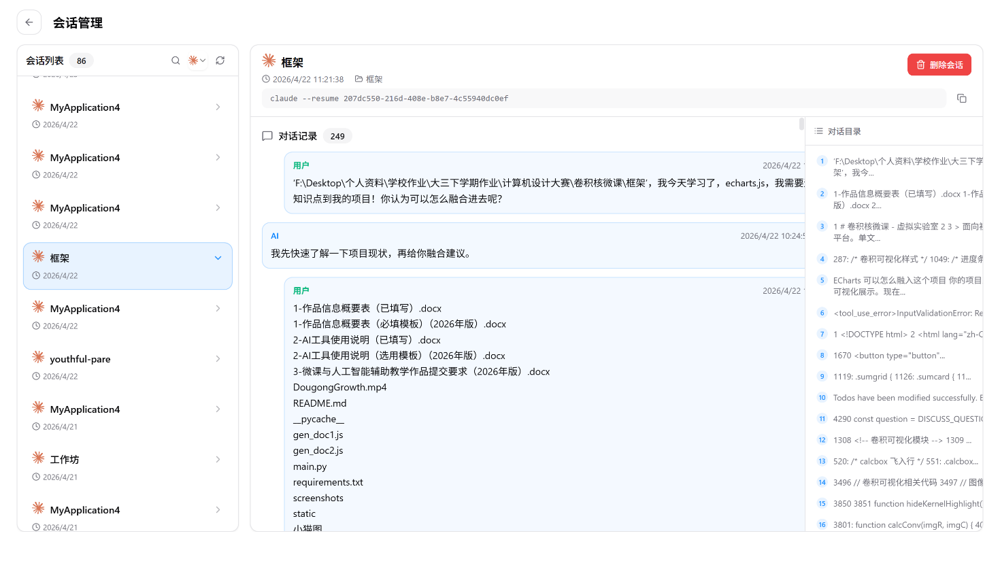 会话管理
会话列表 86
MyApplication4
2026/4/22
MyApplication4
2026/4/22
MyApplication4
2026/4/22
框架
2026/4/22
MyApplication4
2026/4/22
youthful-pare
2026/4/22
MyApplication4
2026/4/21
工作坊
2026/4/21
MyApplication4
2026/4/21
框架
删除会话
2026/4/22 11:21:38 框架
claude --resume 207dc550-216d-408e-b8e7-4c55940dc0ef
对话记录 249
用户 2026/4/22
'F:\Desktop\个人资料\学校作业\大三下学期作业\计算机设计大赛\卷积核微课\框架'，我今天学习了，echarts.js，我需要
知识点到我的项目！你认为可以怎么融合进去呢？
AI 2026/4/22 10:24:5
我先快速了解一下项目现状，再给你融合建议。
用户 2026/4/22
1-作品信息概要表（已填写）.docx
1-作品信息概要表（必填模板）（2026年版）.docx
2-AI工具使用说明（已填写）.docx
2-AI工具使用说明（选用模板）（2026年版）.docx
3-微课与人工智能辅助教学作品提交要求（2026年版）.docx
DougongGrowth.mp4
README.md
__pycache__
gen_doc1.js
gen_doc2.js
main.py
requirements.txt
screenshots
static
小猫图
对话目录
1 'F:\Desktop\个人资料\学校作业\大三下学
架'，我今...
2 1-作品信息概要表（已填写）.docx 1-作品
版）.docx 2...
3 1 # 卷积核微课 - 虚拟实验室 2 3 > 面向初
平台。单文...
4 287: /* 卷积可视化样式 */ 1049: /* 进度条
5 ECharts 可以怎么融入这个项目 你的项目
可视化展示。现在...
6 <tool_use_error>InputValidationError: Re
7 1 <!DOCTYPE html> 2 <html lang="zh-C
8 1670 <button type="button"...
9 1119: .sumgrid { 1126: .sumcard { 11...
10 Todos have been modified successfully. E
11 4290 const question = DISCUSS_QUESTIO
12 1308 <!-- 卷积可视化模块 --> 1309 ...
13 520: /* calcbox 飞入行 */ 551: .calcbox...
14 3496 // 卷积可视化相关代码 3497 // 图像
15 3850 3851 function hideKernelHighlight(
16 3801: function calcConv(imgR, imgC) { 40